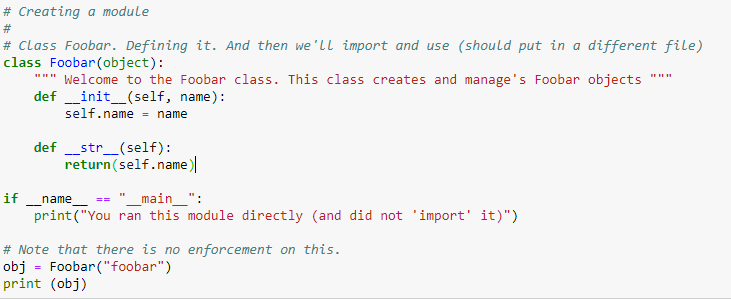 # Creating a module
#
# Class Foobar. Defining it. And then we'll import and use (should put in a different file)
class Foobar(object):
    """ Welcome to the Foobar class. This class creates and manage's Foobar objects """
    def __init__(self, name):
        self.name = name

    def __str__(self):
        return(self.name)

if __name__ == "__main__":
    print("You ran this module directly (and did not 'import' it)")

# Note that there is no enforcement on this.
obj = Foobar("foobar")
print (obj)